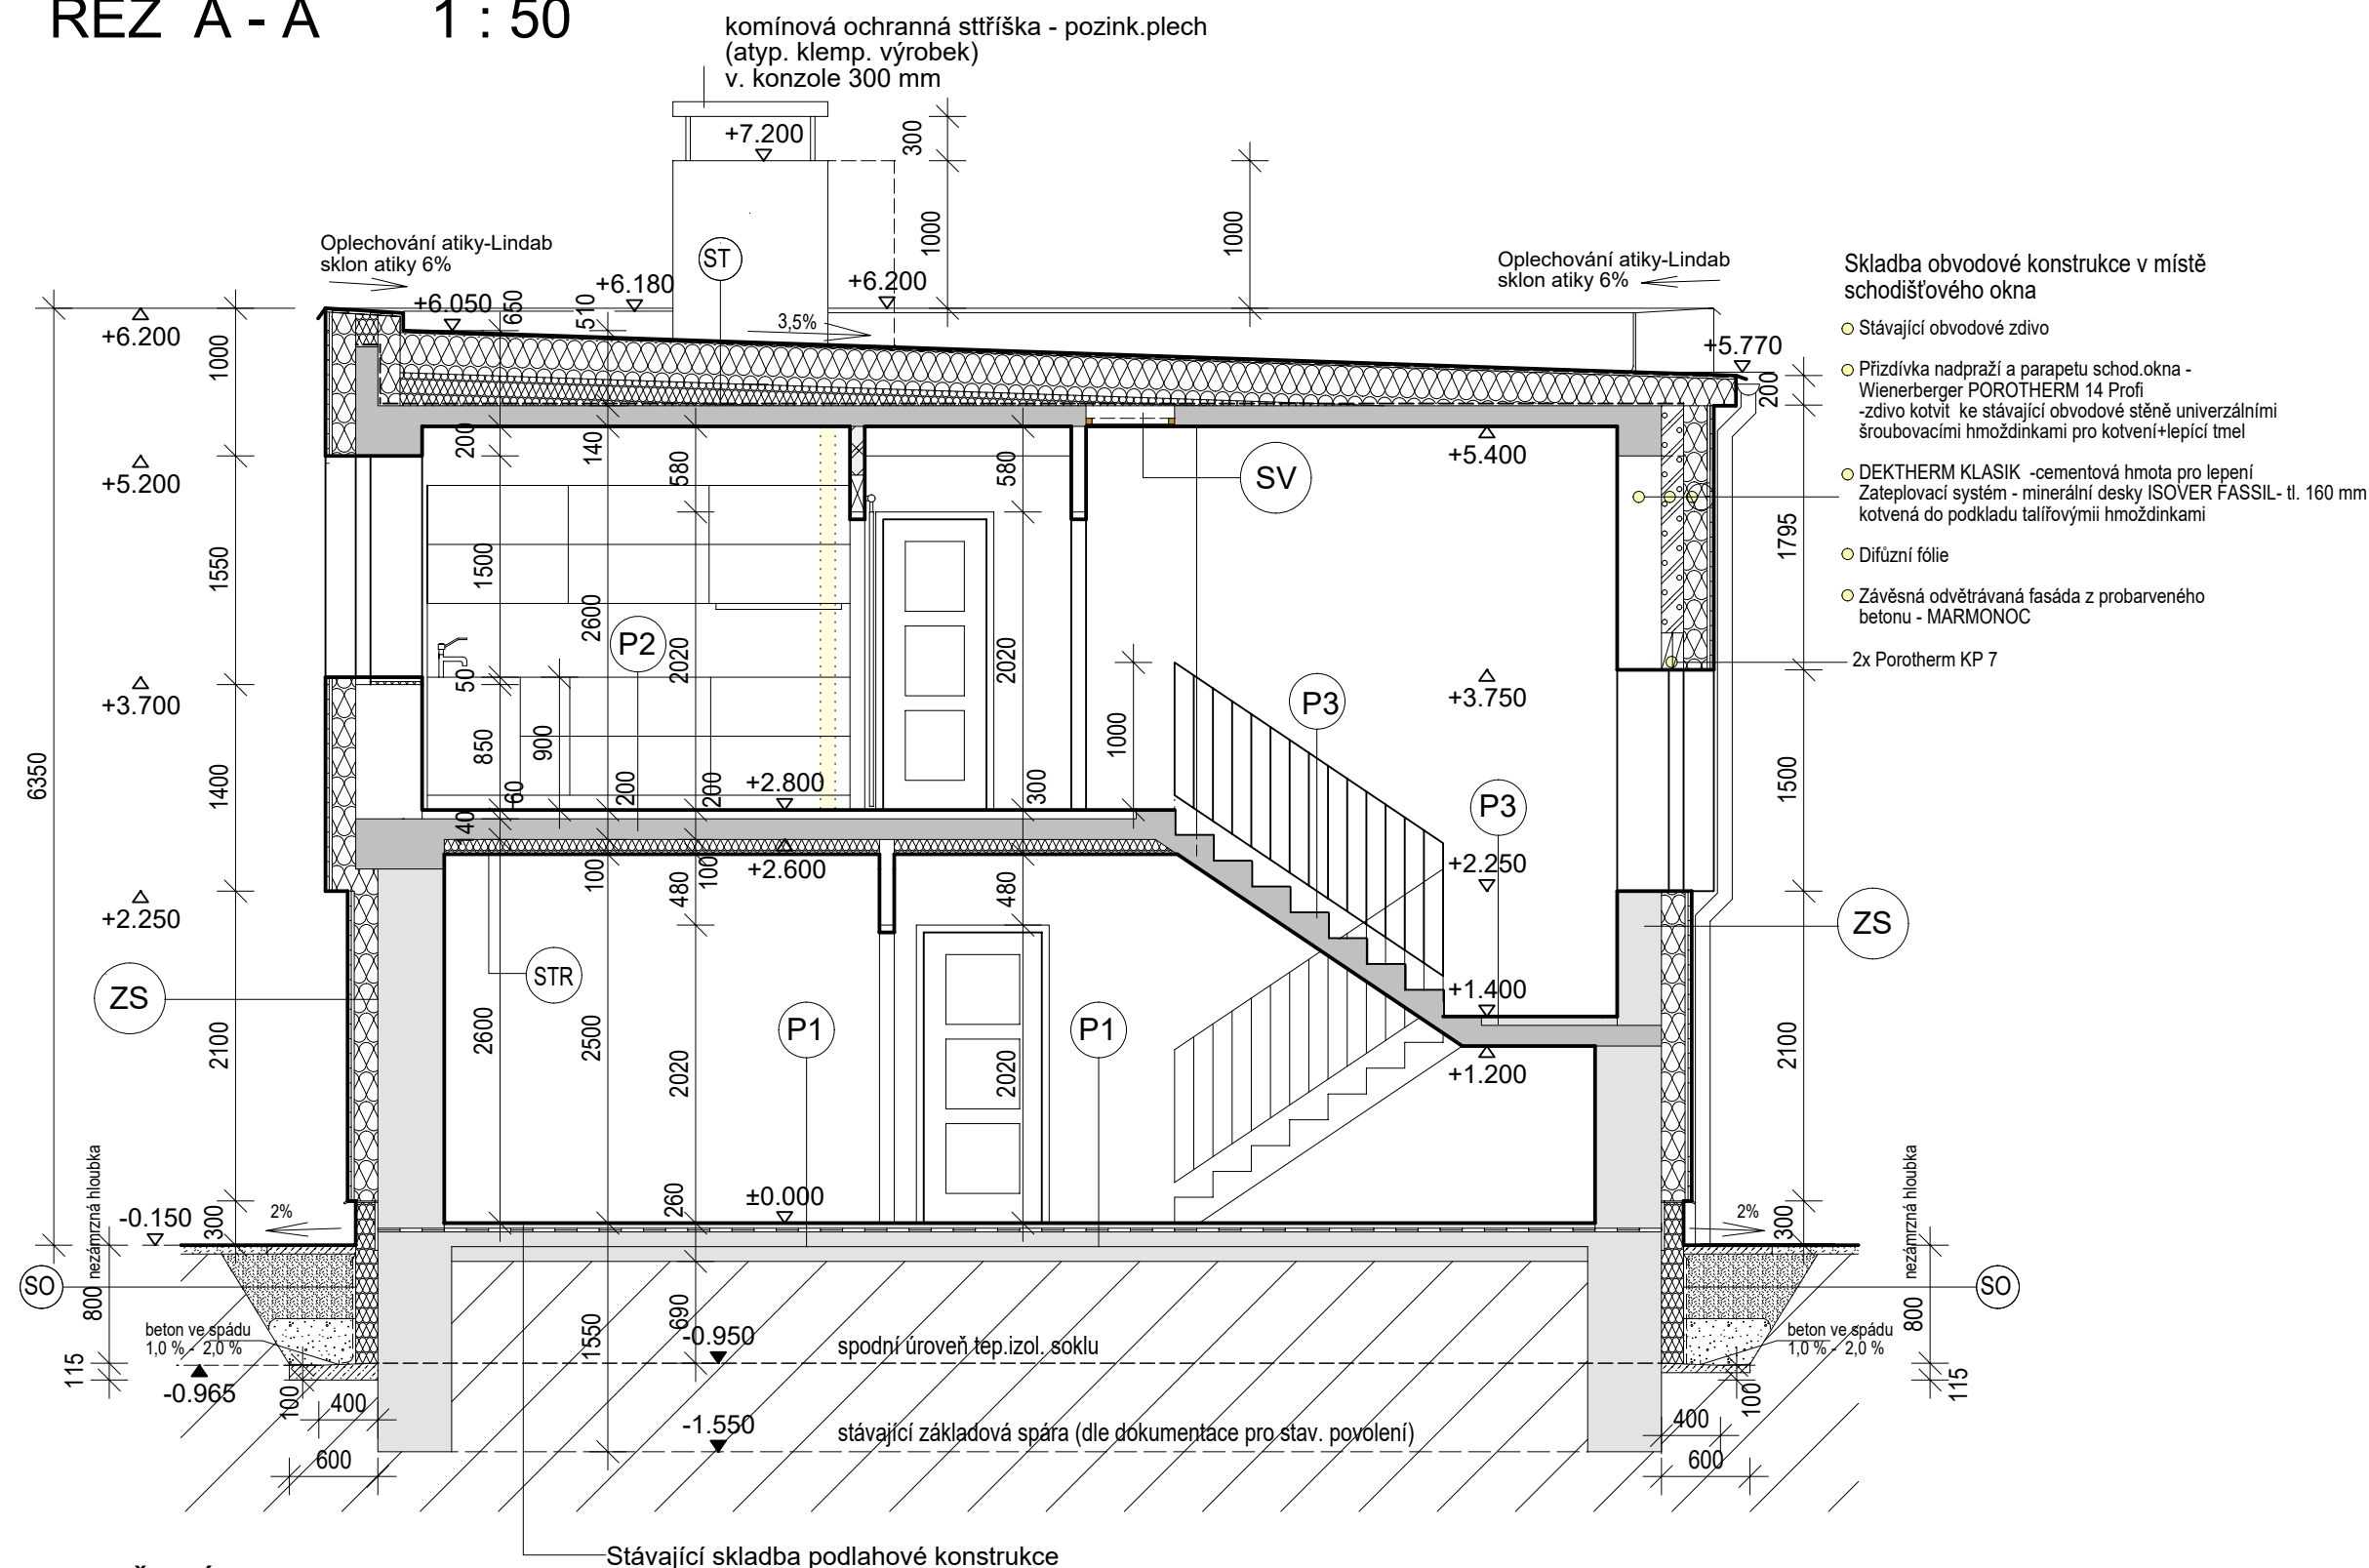 ŘEZ A - A 1 : 50
komínová ochranná sttříška - pozink.plech
(atyp. klemp. výrobek)
v. konzole 300 mm
+7.200
300
1000
1000
Oplechování atiky-Lindab
sklon atiky 6%
ST
+6.050
650
510
+6.180
+6.200
3,5%
Oplechování atiky-Lindab
sklon atiky 6%
+5.770
200
Skladba obvodové konstrukce v místě
schodišťového okna
Stávající obvodové zdivo
Přizdívka nadpraží a parapetu schod.okna -
Wienerberger POROTHERM 14 Profi
-zdivo kotvit ke stávající obvodové stěně univerzálními
šroubovacími hmoždinkami pro kotvení+lepící tmel
DEKTHERM KLASIK -cementová hmota pro lepení
Zateplovací systém - minerální desky ISOVER FASSIL- tl. 160 mm
kotvená do podkladu talířovýmii hmoždinkami
Difůzní fólie
Závěsná odvětrávaná fasáda z probarveného
betonu - MARMONOC
2x Porotherm KP 7
+6.200
1000
+5.200
1550
+3.700
1400
+2.250
2100
6350
ZS
200
140
580
580
SV
+5.400
1795
1500
2600
P2
2020
2020
50
850
900
60
200
200
+2.800
300
1000
P3
+3.750
P3
1500
140
100
100
480
+2.600
480
+2.250
ZS
STR
2600
2500
2020
P1
2020
P1
+1.400
+1.200
2100
260
±0.000
-0.150
300
2%
2%
300
nezámrzná hloubka
800
nezámrzná hloubka
800
SO
SO
beton ve spádu
1,0 % - 2,0 %
beton ve spádu
1,0 % - 2,0 %
115
-0.965
100
400
600
1550
690
-0.950
spodní úroveň tep.izol. soklu
-1.550
stávající základová spára (dle dokumentace pro stav. povolení)
100
115
400
600
Stávající skladba podlahové konstrukce